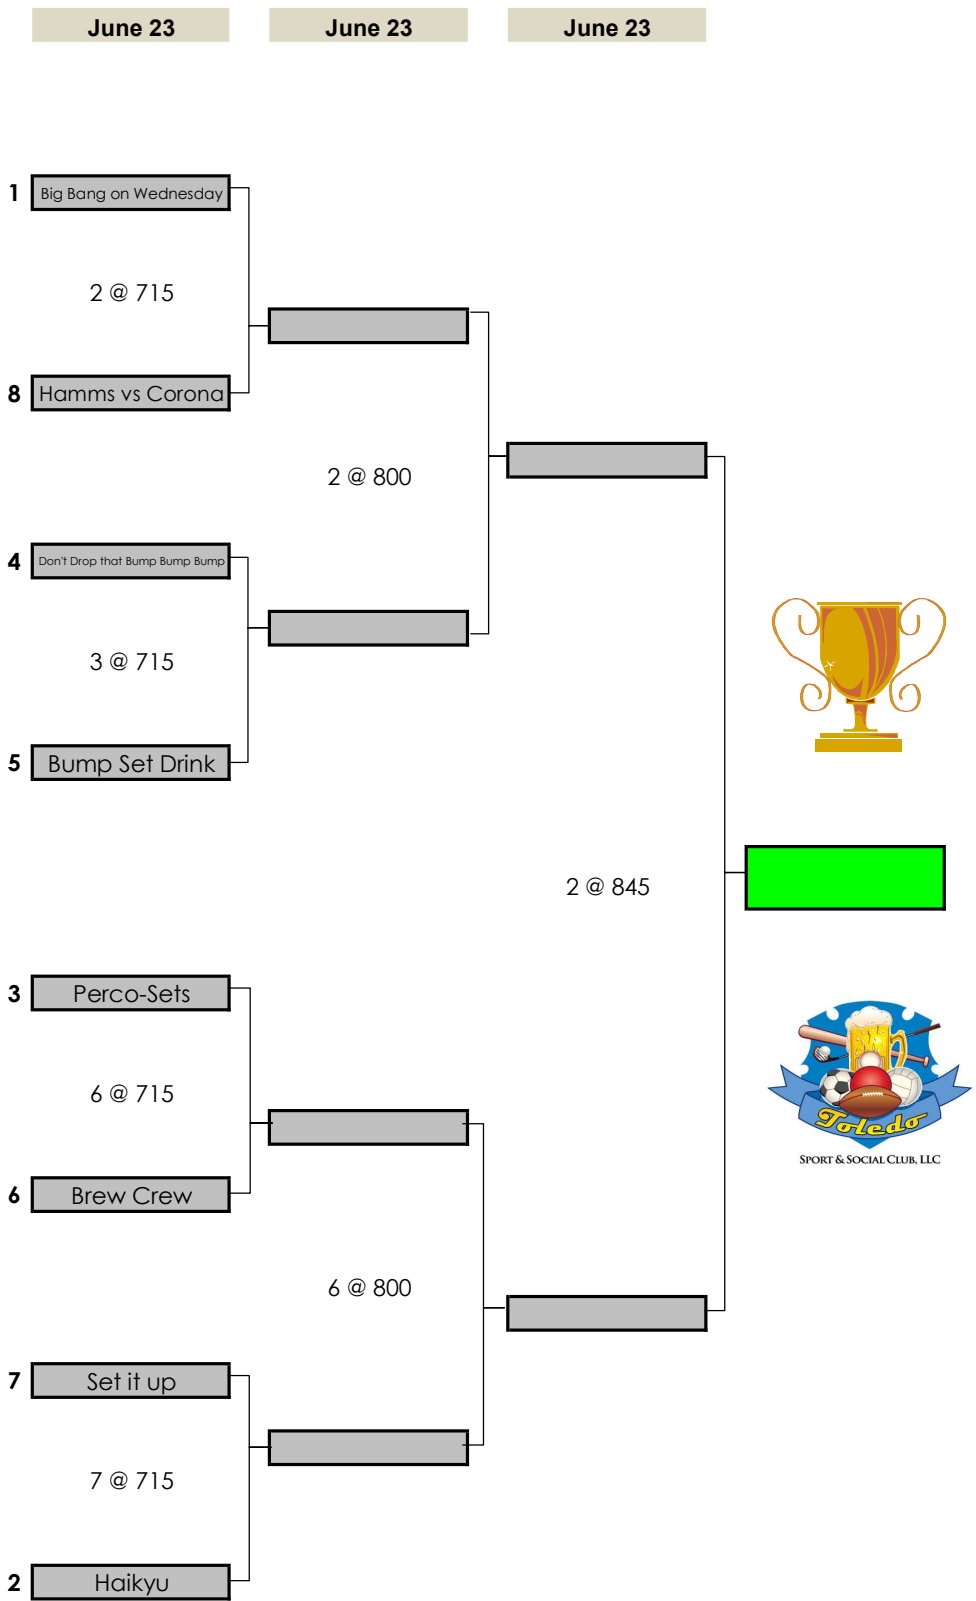 June 23
June 23
June 23
1 Big Bang on Wednesday
2 @ 715
8 Hamms vs Corona
2 @ 800
4 Don't Drop that Bump Bump Bump
3 @ 715
5 Bump Set Drink
2 @ 845
3 Perco-Sets
6 @ 715
6 Brew Crew
6 @ 800
7 Set it up
7 @ 715
2 Haikyu
Toledo
SPORT & SOCIAL CLUB, LLC